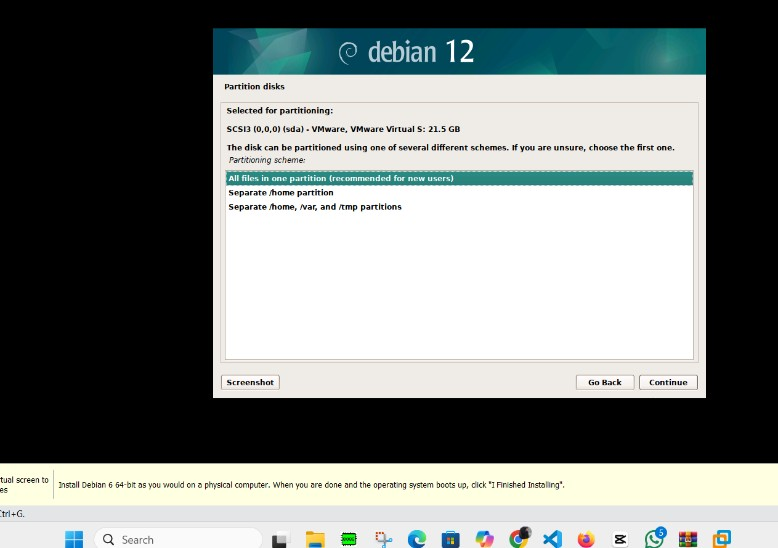 debian 12
Partition disks
Selected for partitioning:
SCSI3 (0,0,0) (sda) - VMware, VMware Virtual S: 21.5 GB
The disk can be partitioned using one of several different schemes. If you are unsure, choose the first one.
Partitioning scheme:
All files in one partition (recommended for new users)
Separate /home partition
Separate /home, /var, and /tmp partitions
Screenshot
Go Back
Continue
rtual screen to
es
Install Debian 6 64-bit as you would on a physical computer. When you are done and the operating system boots up, click "I Finished Installing".
Ctrl+G.
Search
5